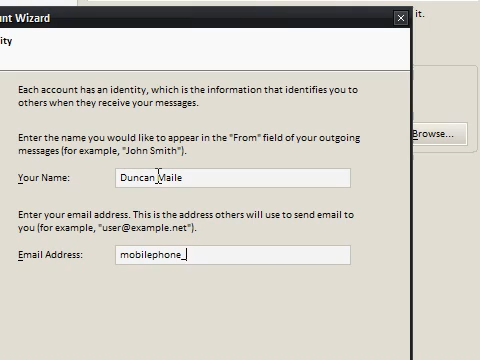 unt Wizard
it.
ity
Each account has an identity, which is the information that identifies you to
others when they receive your messages.
Enter the name you would like to appear in the "From" field of your outgoing
messages (for example, "John Smith").
Browse...
Your Name:
Duncan Maile
Enter your email address. This is the address others will use to send email to
you (for example, "user@example.net").
Email Address:
mobilephone_